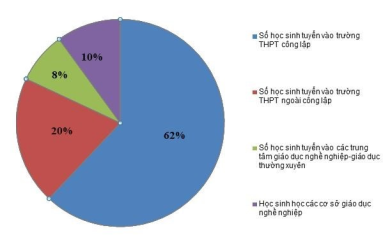 10%
8%
20%
62%
Số học sinh tuyển vào trường
THPT công lập
Số học sinh tuyển vào trường
THPT ngoài công lập
Số học sinh tuyển vào các trung
tâm giáo dục nghề nghiệp-giáo dục
thường xuyên
Học sinh học các cơ sở giáo dục
nghề nghiệp